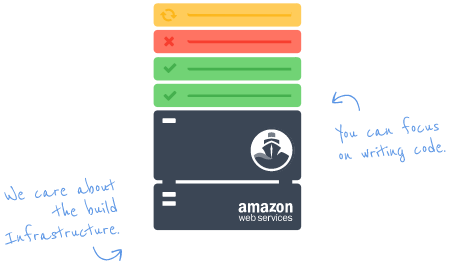 You can focus
on writing code.
We care about
the build
Infrastructure.
amazon
web services